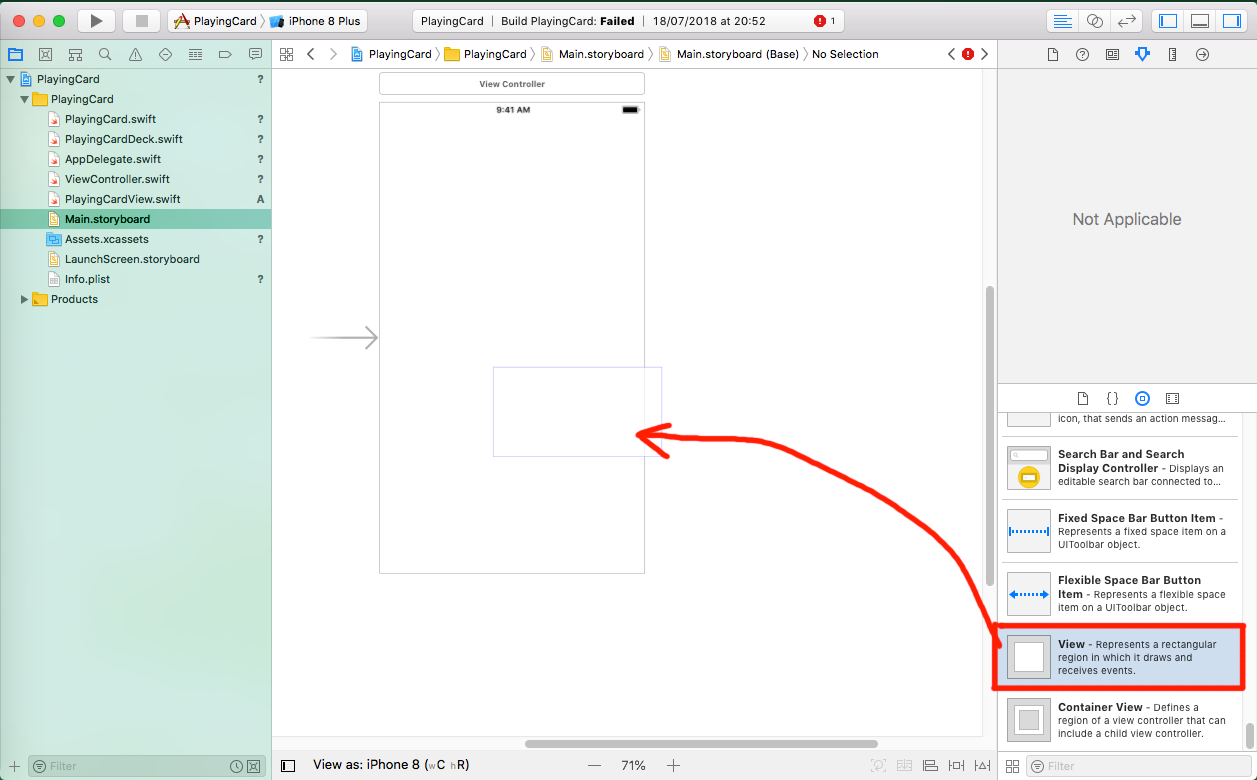 PlayingCard
iPhone 8 Plus
PlayingCard | Build PlayingCard: Failed | 18/07/2018 at 20:52
1
PlayingCard
PlayingCard
Main.storyboard
Main.storyboard (Base)
No Selection
PlayingCard ?
PlayingCard
PlayingCard.swift ?
PlayingCardDeck.swift ?
AppDelegate.swift ?
ViewController.swift ?
PlayingCardView.swift A
Main.storyboard
Assets.xcassets ?
LaunchScreen.storyboard
Info.plist ?
Products
Filter
View Controller
9:41 AM
View as: iPhone 8 (wC hR)
71%
Not Applicable
icon, that sends an action messag...
Search Bar and Search
Display Controller - Displays an
editable search bar connected to...
Fixed Space Bar Button Item -
Represents a fixed space item on a
UIToolbar object.
Flexible Space Bar Button
Item - Represents a flexible space
item on a UIToolbar object.
View - Represents a rectangular
region in which it draws and
receives events.
Container View - Defines a
region of a view controller that can
include a child view controller.
Filter